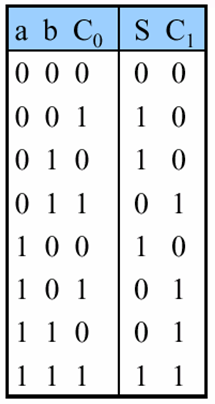 a b C₀ S C₁
0 0 0 0 0
0 0 1 1 0
0 1 0 1 0
0 1 1 0 1
1 0 0 1 0
1 0 1 0 1
1 1 0 0 1
1 1 1 1 1